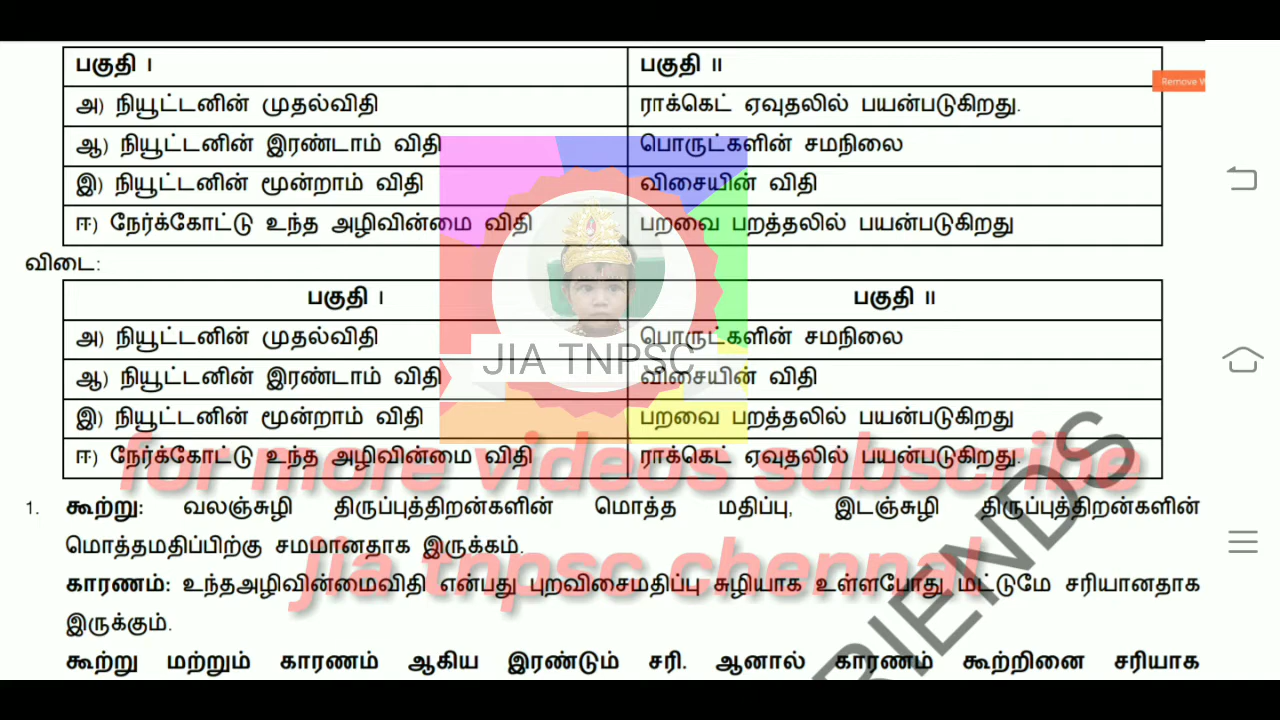 பகுதி I பகுதி II
Remove W
அ) நியூட்டனின் முதல்விதி ராக்கெட் ஏவுதலில் பயன்படுகிறது.
ஆ) நியூட்டனின் இரண்டாம் விதி பொருட்களின் சமநிலை
இ) நியூட்டனின் மூன்றாம் விதி விசையின் விதி
ஈ) நேர்க்கோட்டு உந்த அழிவின்மை விதி பறவை பறத்தலில் பயன்படுகிறது
விடை:
பகுதி I பகுதி II
அ) நியூட்டனின் முதல்விதி பொருட்களின் சமநிலை
JIA TNPSC
ஆ) நியூட்டனின் இரண்டாம் விதி விசையின் விதி
இ) நியூட்டனின் மூன்றாம் விதி பறவை பறத்தலில் பயன்படுகிறது
ஈ) நேர்க்கோட்டு உந்த அழிவின்மை விதி ராக்கெட் ஏவுதலில் பயன்படுகிறது.
for more videos subscribe
1. கூற்று: வலஞ்சுழி திருப்புத்திறன்களின் மொத்த மதிப்பு, இடஞ்சுழி திருப்புத்திறன்களின்
மொத்தமதிப்பிற்கு சமமானதாக இருக்கம்.
jia tnpsc chennal
காரணம்: உந்தஅழிவின்மைவிதி என்பது புறவிசைமதிப்பு சுழியாக உள்ளபோது மட்டுமே சரியானதாக
இருக்கும்.
கூற்று மற்றும் காரணம் ஆகிய இரண்டும் சரி. ஆனால் காரணம் கூற்றினை சரியாக
RIENDS